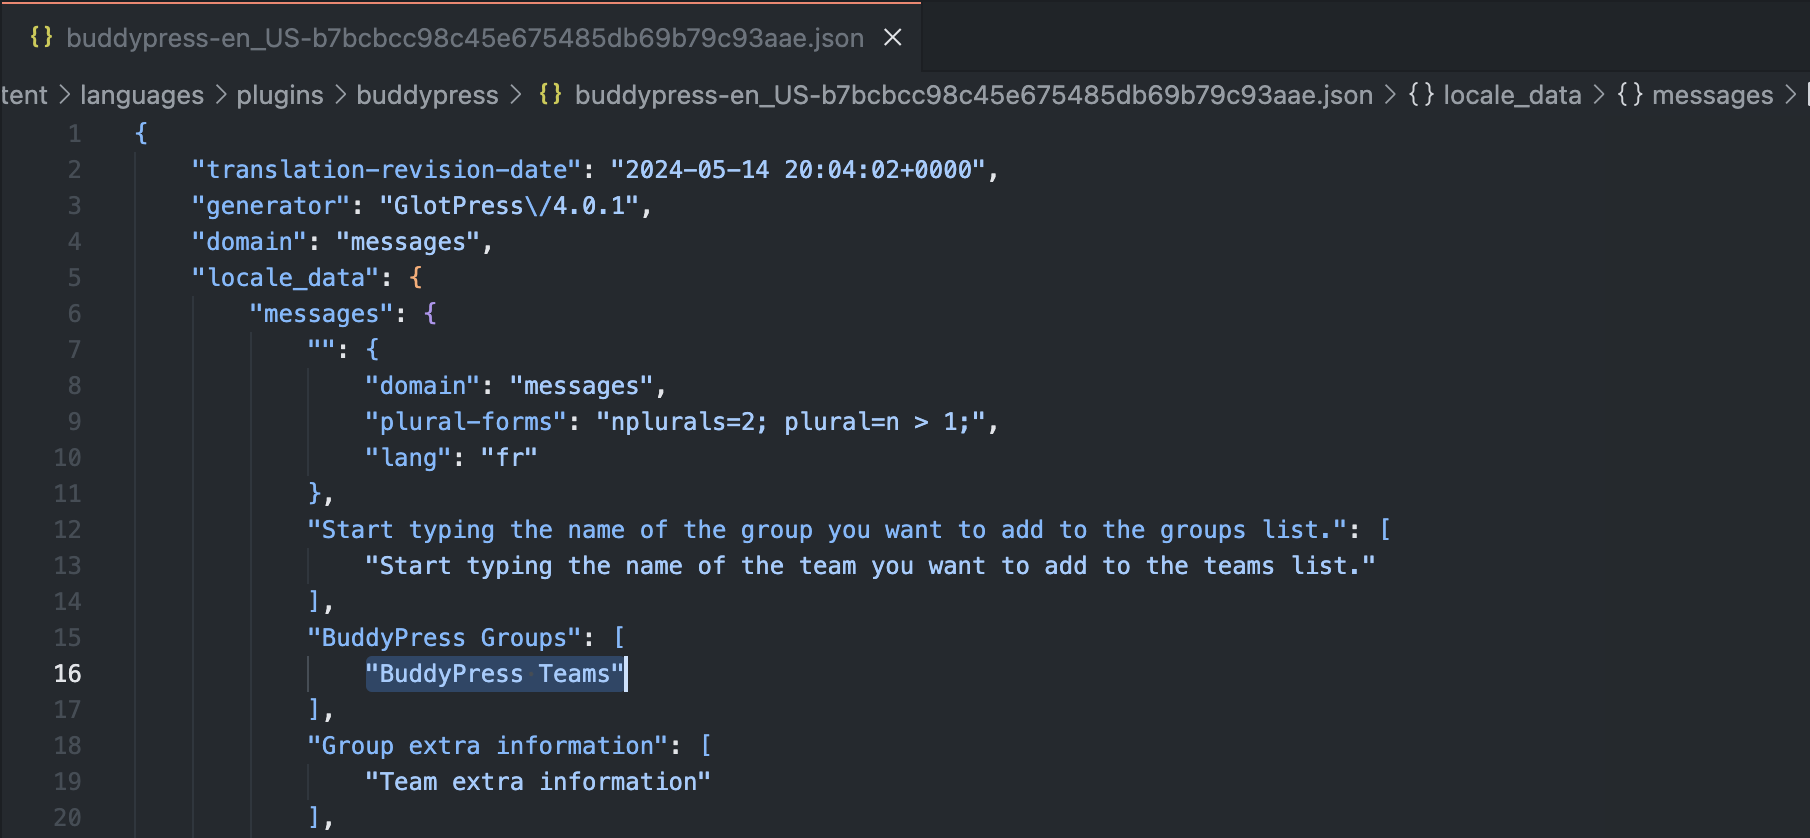 {} buddypress-en_US-b7bcbcc98c45e675485db69b79c93aae.json ×
tent > languages > plugins > buddypress > {} buddypress-en_US-b7bcbcc98c45e675485db69b79c93aae.json > {} locale_data > {} messages >
1 {
2 "translation-revision-date": "2024-05-14 20:04:02+0000",
3 "generator": "GlotPress\/4.0.1",
4 "domain": "messages",
5 "locale_data": {
6 "messages": {
7 "": {
8 "domain": "messages",
9 "plural-forms": "nplurals=2; plural=n > 1;",
10 "lang": "fr"
11 },
12 "Start typing the name of the group you want to add to the groups list.": [
13 "Start typing the name of the team you want to add to the teams list."
14 ],
15 "BuddyPress Groups": [
16 "BuddyPress Teams"
17 ],
18 "Group extra information": [
19 "Team extra information"
20 ],